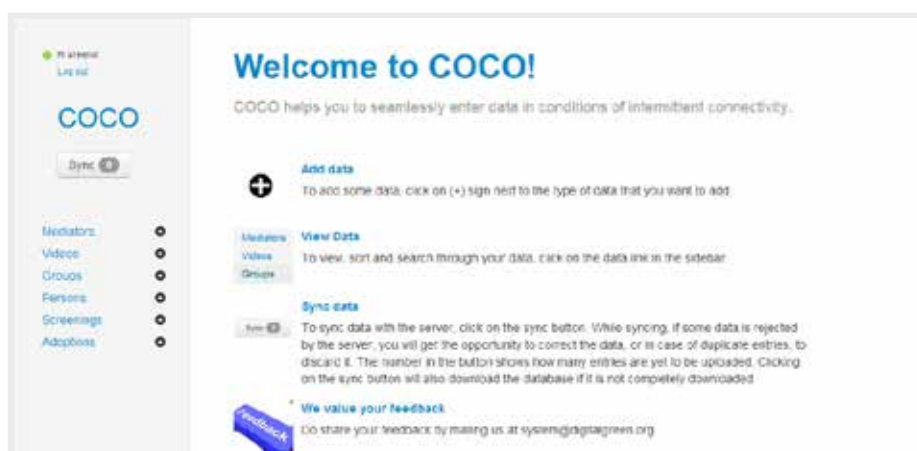 Log out
COCO
Sync
Mediators
Videos
Groups
Persons
Screenings
Adoptions
Welcome to COCO!
COCO helps you to seamlessly enter data in conditions of intermittent connectivity.
Add data
To add some data, click on (+) sign next to the type of data that you want to add
Mediators
Videos
Groups
View Data
To view, sort and search through your data, click on the data link in the sidebar
Sync data
Sync
To sync data with the server, click on the sync button. While syncing, if some data is rejected
by the server, you will get the opportunity to correct the data, or in case of duplicate entries, to
discard it. The number in the button shows how many entries are yet to be uploaded. Clicking
on the sync button will also download the database if it is not competely downloaded
feedback
We value your feedback
Do share your feedback by mailing us at system@digitalgreen.org